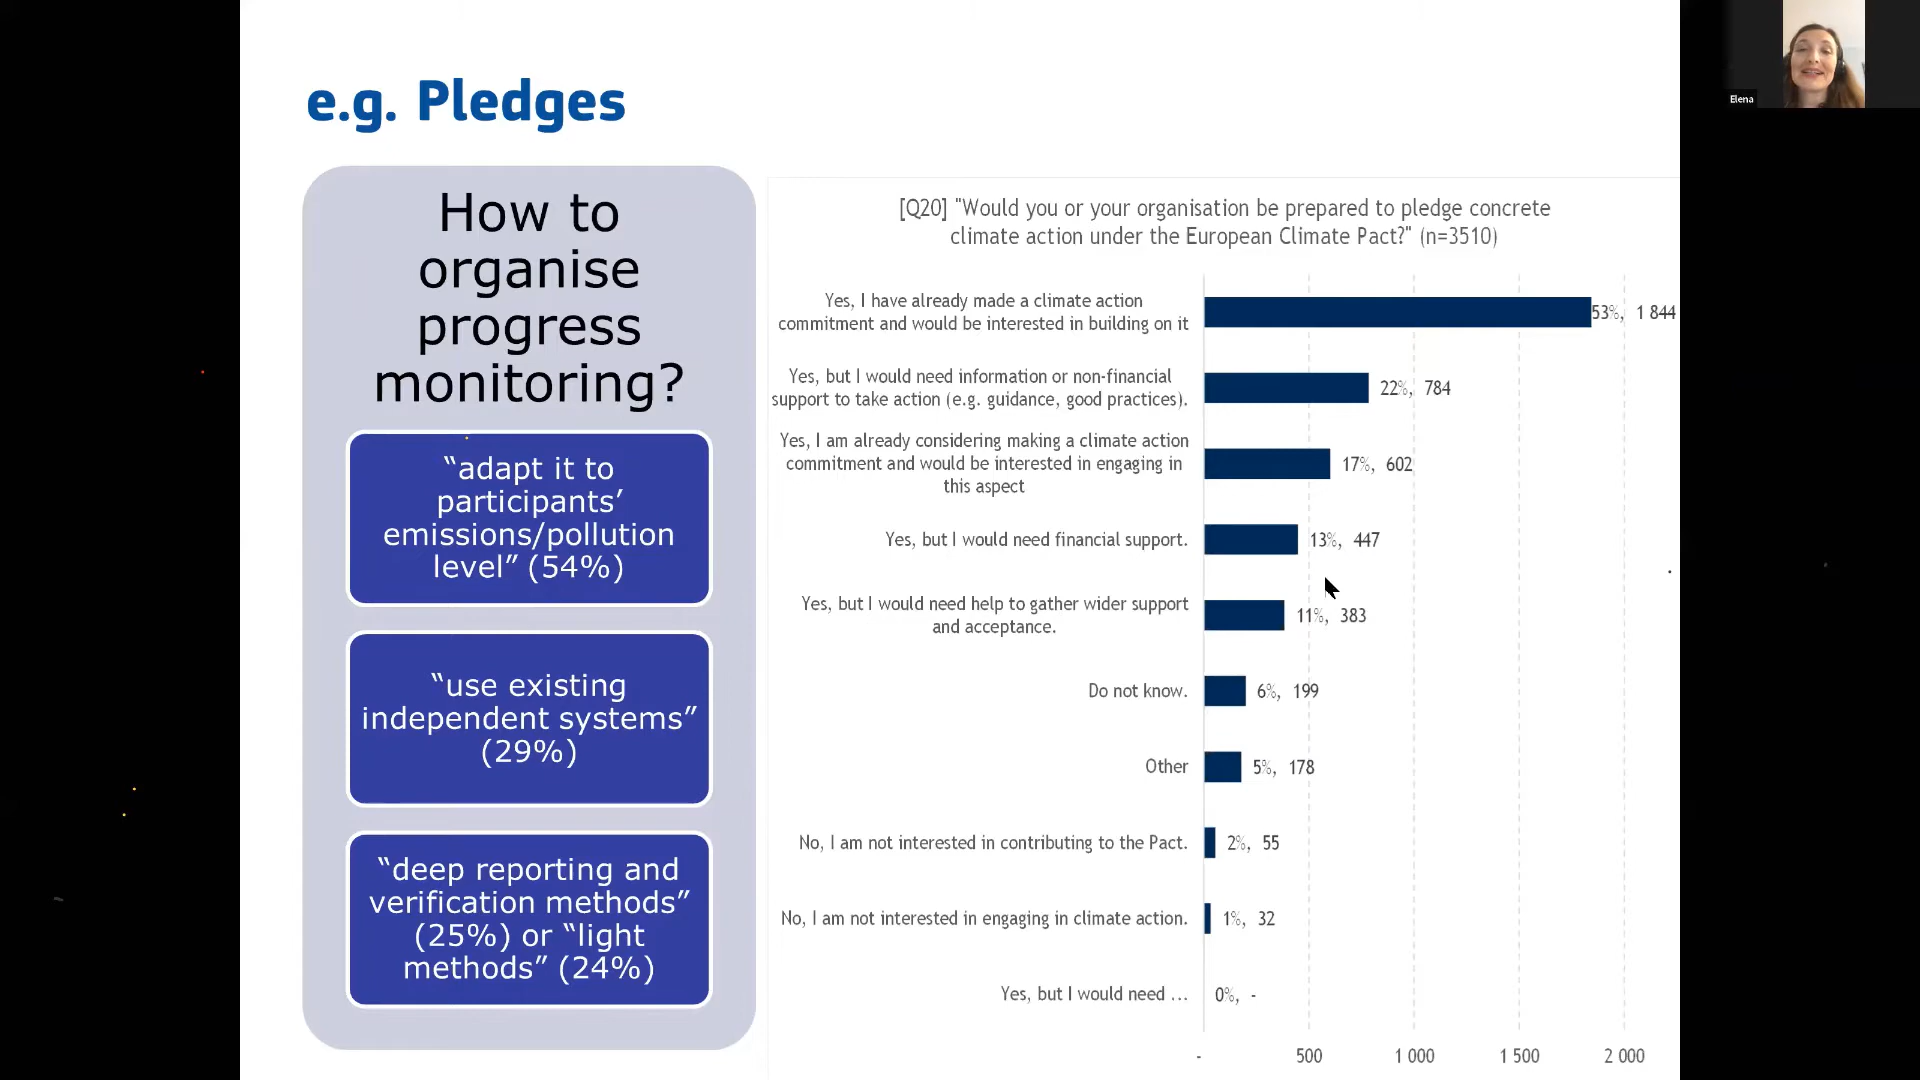 e.g. Pledges
How to
organise
progress
monitoring?
“adapt it to
participants’
emissions/pollution
level” (54%)
“use existing
independent systems”
(29%)
“deep reporting and
verification methods”
(25%) or “light
methods” (24%)
[Q20] "Would you or your organisation be prepared to pledge concrete
climate action under the European Climate Pact?" (n=3510)
Yes, I have already made a climate action
commitment and would be interested in building on it
53%, 1 844
Yes, but I would need information or non-financial
support to take action (e.g. guidance, good practices).
22%, 784
Yes, I am already considering making a climate action
commitment and would be interested in engaging in
this aspect
17%, 602
Yes, but I would need financial support.
13%, 447
Yes, but I would need help to gather wider support
and acceptance.
11%, 383
Do not know.
6%, 199
Other
5%, 178
No, I am not interested in contributing to the Pact.
2%, 55
No, I am not interested in engaging in climate action.
1%, 32
Yes, but I would need ...
0%, -
- 500 1 000 1 500 2 000
Elena